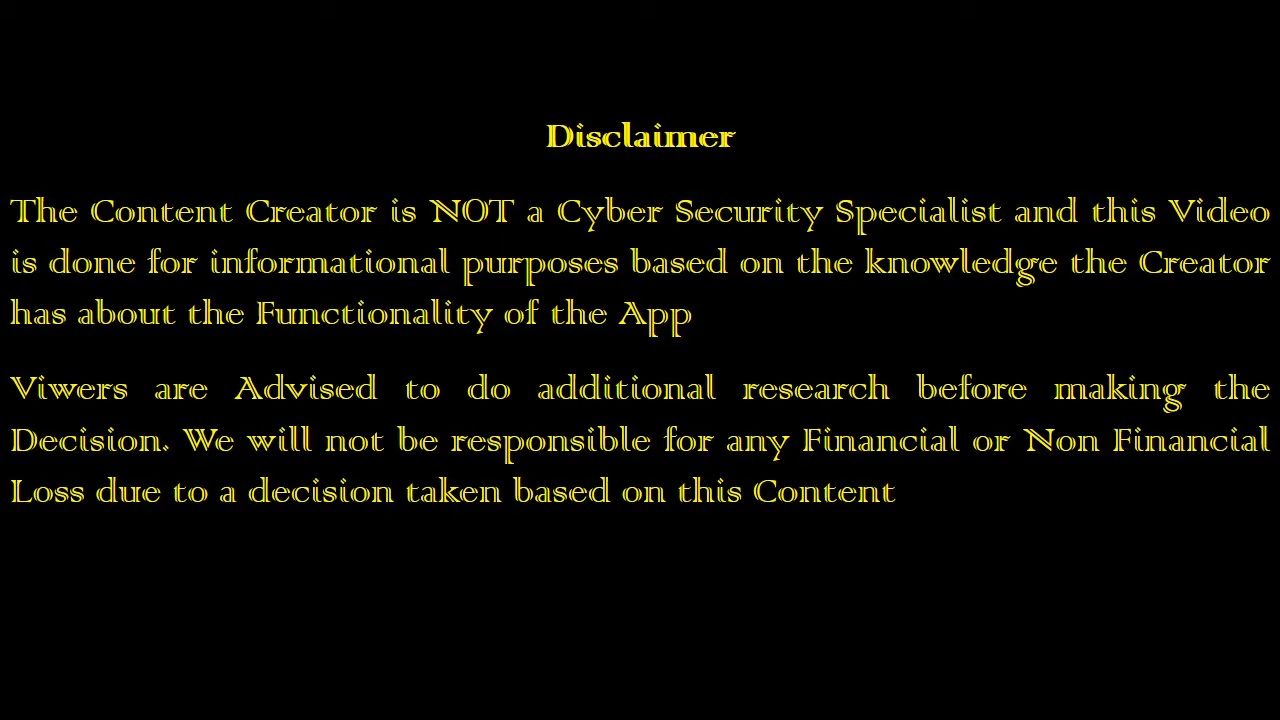 Disclaimer
The Content Creator is NOT a Cyber Security Specialist and this Video
is done for informational purposes based on the knowledge the Creator
has about the Functionality of the App
Viwers are Advised to do additional research before making the
Decision. We will not be responsible for any Financial or Non Financial
Loss due to a decision taken based on this Content